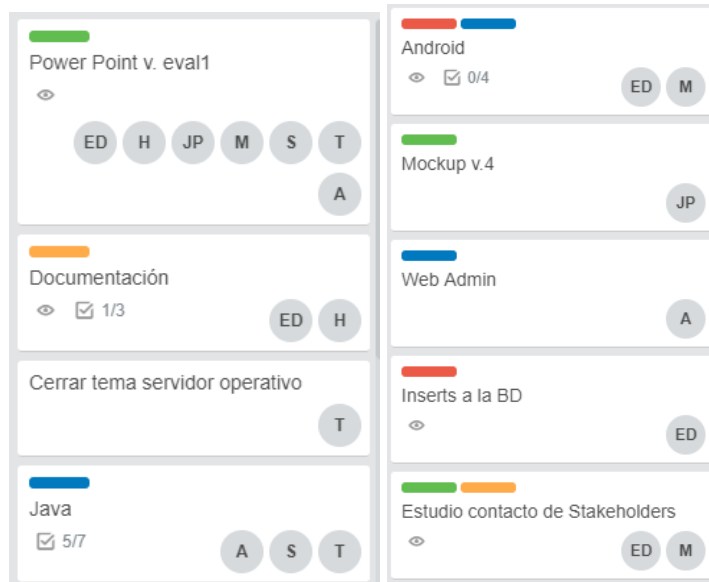 Power Point v. eval1
ED H JP M S T
A
Documentación
1/3
ED H
Cerrar tema servidor operativo
T
Java
5/7
A S T
Android
0/4
ED M
Mockup v.4
JP
Web Admin
A
Inserts a la BD
ED
Estudio contacto de Stakeholders
ED M